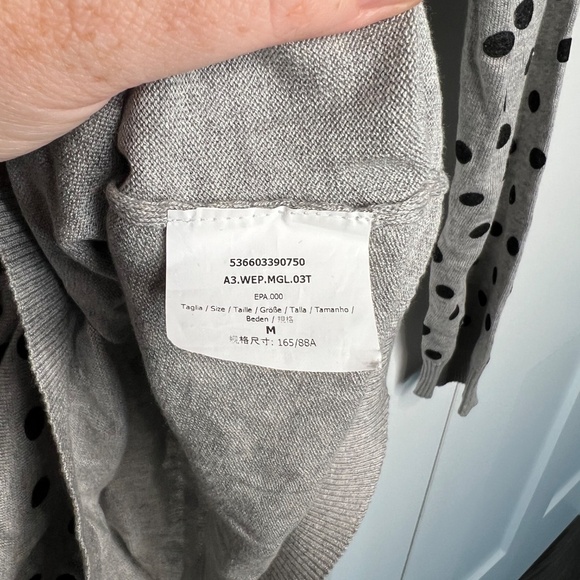 536603390750
A3.WEP.MGL.03T
EPA.000
Taglia / Size / Taille / Größe / Talla / Tamanho /
Beden / 规格
M
规格尺寸: 165/88A